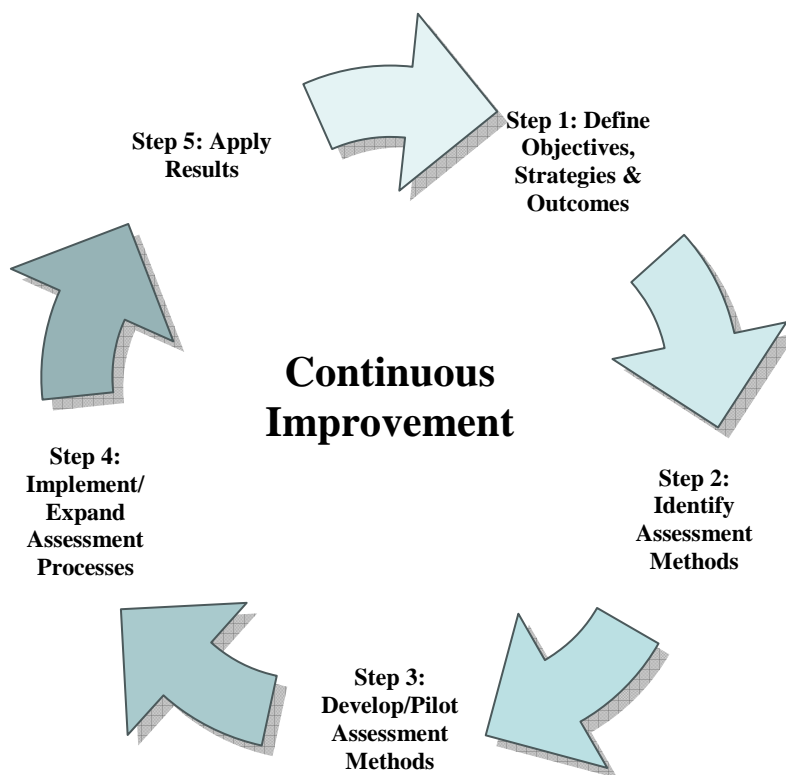 Step 1: Define
Objectives,
Strategies &
Outcomes
Step 2:
Identify
Assessment
Methods
Step 3:
Develop/Pilot
Assessment
Methods
Step 4:
Implement/
Expand
Assessment
Processes
Step 5: Apply
Results
Continuous
Improvement